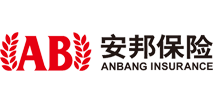 AB 安邦保险
ANBANG INSURANCE